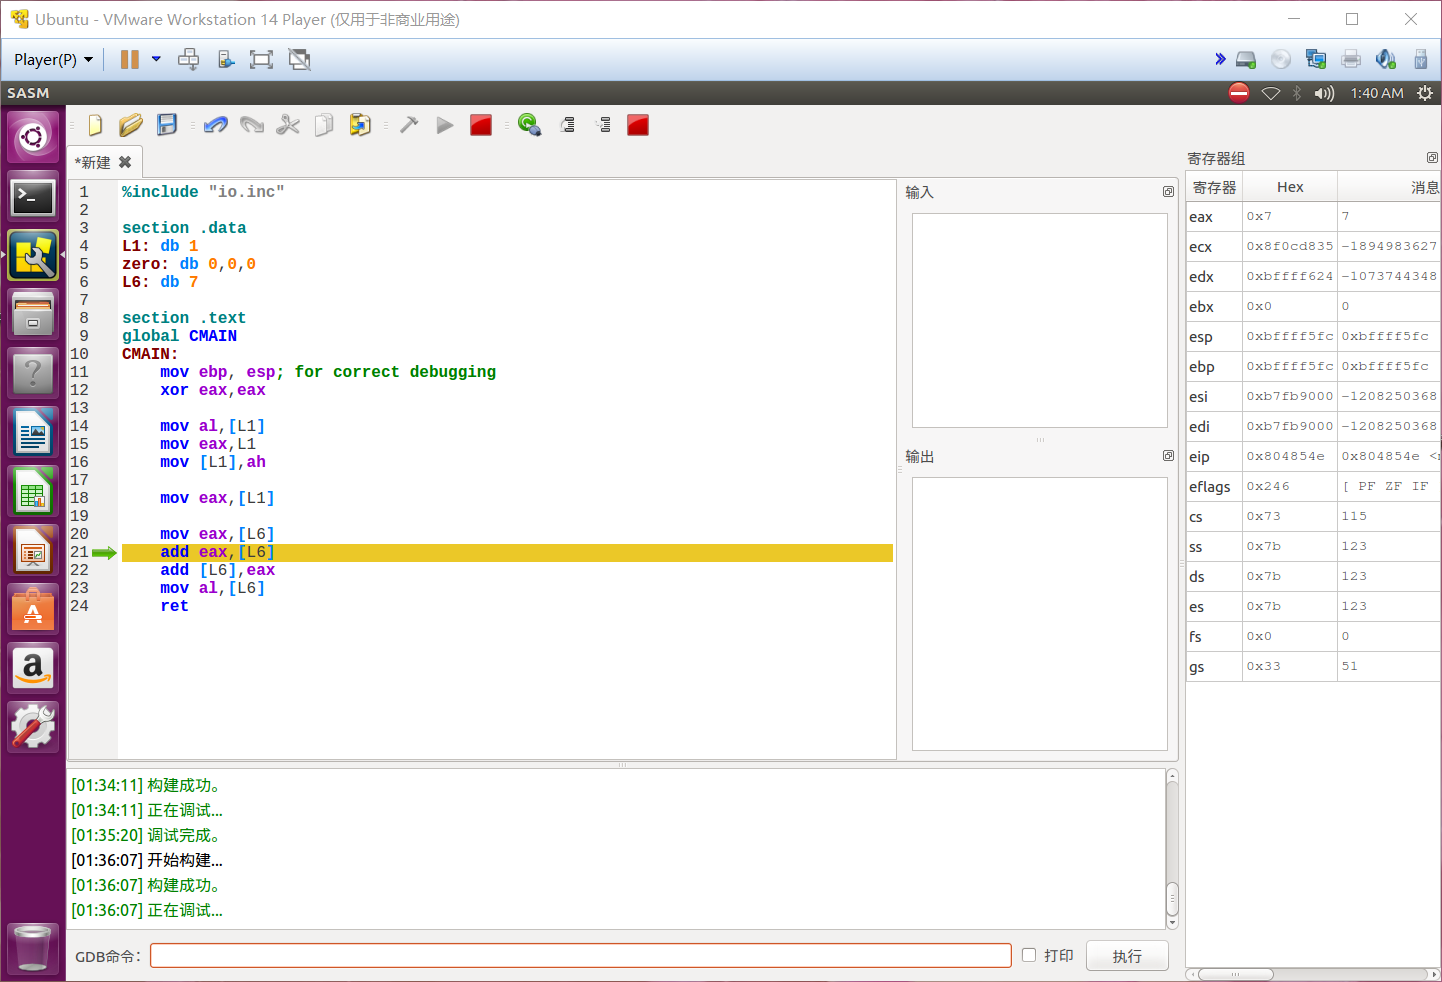 Ubuntu - VMware Workstation 14 Player (仅用于非商业用途)
Player(P)
SASM
1:40 AM
*新建
1 %include "io.inc"
2
3 section .data
4 L1: db 1
5 zero: db 0,0,0
6 L6: db 7
7
8 section .text
9 global CMAIN
10 CMAIN:
11 mov ebp, esp; for correct debugging
12 xor eax,eax
13
14 mov al,[L1]
15 mov eax,L1
16 mov [L1],ah
17
18 mov eax,[L1]
19
20 mov eax,[L6]
21 add eax,[L6]
22 add [L6],eax
23 mov al,[L6]
24 ret
输入
输出
寄存器组
寄存器 Hex 消息
eax 0x7 7
ecx 0x8f0cd835 -1894983627
edx 0xbffff624 -1073744348
ebx 0x0 0
esp 0xbffff5fc 0xbffff5fc
ebp 0xbffff5fc 0xbffff5fc
esi 0xb7fb9000 -1208250368
edi 0xb7fb9000 -1208250368
eip 0x804854e 0x804854e
eflags 0x246 [ PF ZF IF
cs 0x73 115
ss 0x7b 123
ds 0x7b 123
es 0x7b 123
fs 0x0 0
gs 0x33 51
[01:34:11] 构建成功。
[01:34:11] 正在调试...
[01:35:20] 调试完成。
[01:36:07] 开始构建...
[01:36:07] 构建成功。
[01:36:07] 正在调试...
GDB命令:
打印
执行